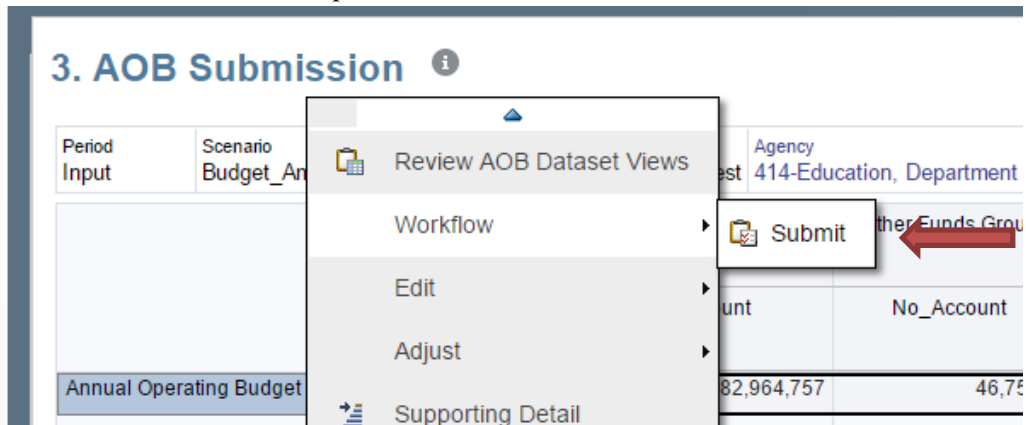 3. AOB Submission
Period Scenario Agency
Input Budget_An est 414-Education, Department
Review AOB Dataset Views
Workflow Submit ther Funds Grou
Edit
unt No_Account
Adjust
Annual Operating Budget 82,964,757 46,75
Supporting Detail